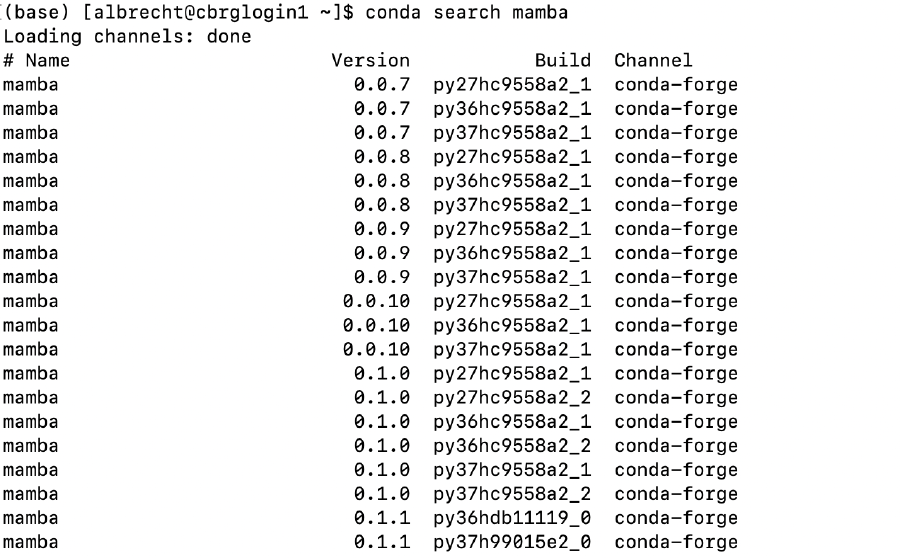 (base) [albrecht@cbrglogin1 ~]$ conda search mamba
Loading channels: done
# Name Version Build Channel
mamba 0.0.7 py27hc9558a2_1 conda-forge
mamba 0.0.7 py36hc9558a2_1 conda-forge
mamba 0.0.7 py37hc9558a2_1 conda-forge
mamba 0.0.8 py27hc9558a2_1 conda-forge
mamba 0.0.8 py36hc9558a2_1 conda-forge
mamba 0.0.8 py37hc9558a2_1 conda-forge
mamba 0.0.9 py27hc9558a2_1 conda-forge
mamba 0.0.9 py36hc9558a2_1 conda-forge
mamba 0.0.9 py37hc9558a2_1 conda-forge
mamba 0.0.10 py27hc9558a2_1 conda-forge
mamba 0.0.10 py36hc9558a2_1 conda-forge
mamba 0.0.10 py37hc9558a2_1 conda-forge
mamba 0.1.0 py27hc9558a2_1 conda-forge
mamba 0.1.0 py27hc9558a2_2 conda-forge
mamba 0.1.0 py36hc9558a2_1 conda-forge
mamba 0.1.0 py36hc9558a2_2 conda-forge
mamba 0.1.0 py37hc9558a2_1 conda-forge
mamba 0.1.0 py37hc9558a2_2 conda-forge
mamba 0.1.1 py36hdb11119_0 conda-forge
mamba 0.1.1 py37h99015e2_0 conda-forge